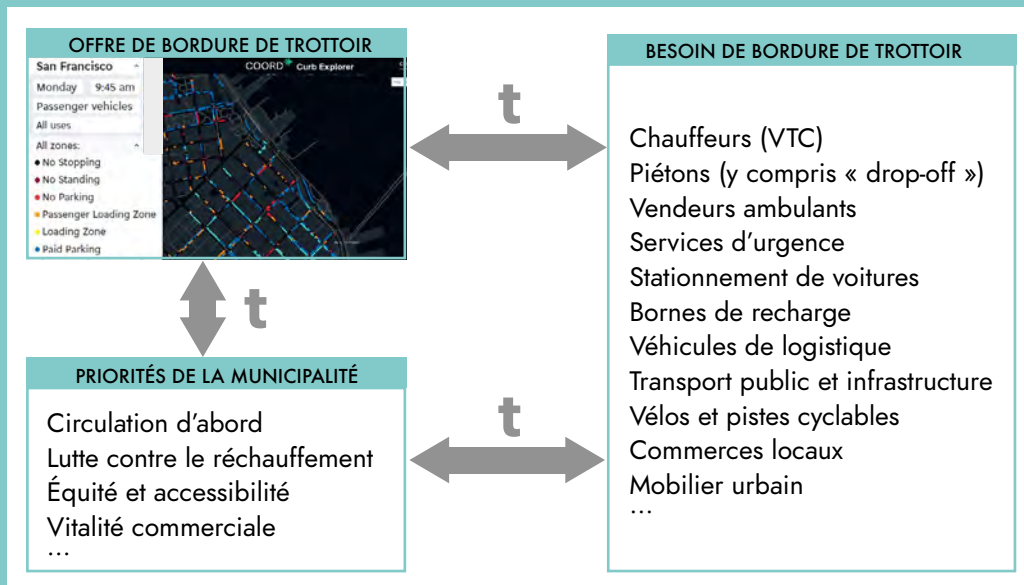 OFFRE DE BORDURE DE TROTTOIR
San Francisco
COORD Curb Explorer
Monday 9:45 am
Passenger vehicles
All uses
All zones:
• No Stopping
• No Standing
• No Parking
• Passenger Loading Zone
• Loading Zone
• Paid Parking
t
t
PRIORITÉS DE LA MUNICIPALITÉ
Circulation d'abord
Lutte contre le réchauffement
Équité et accessibilité
Vitalité commerciale
…
t
BESOIN DE BORDURE DE TROTTOIR
Chauffeurs (VTC)
Piétons (y compris « drop-off »)
Vendeurs ambulants
Services d'urgence
Stationnement de voitures
Bornes de recharge
Véhicules de logistique
Transport public et infrastructure
Vélos et pistes cyclables
Commerces locaux
Mobilier urbain
…